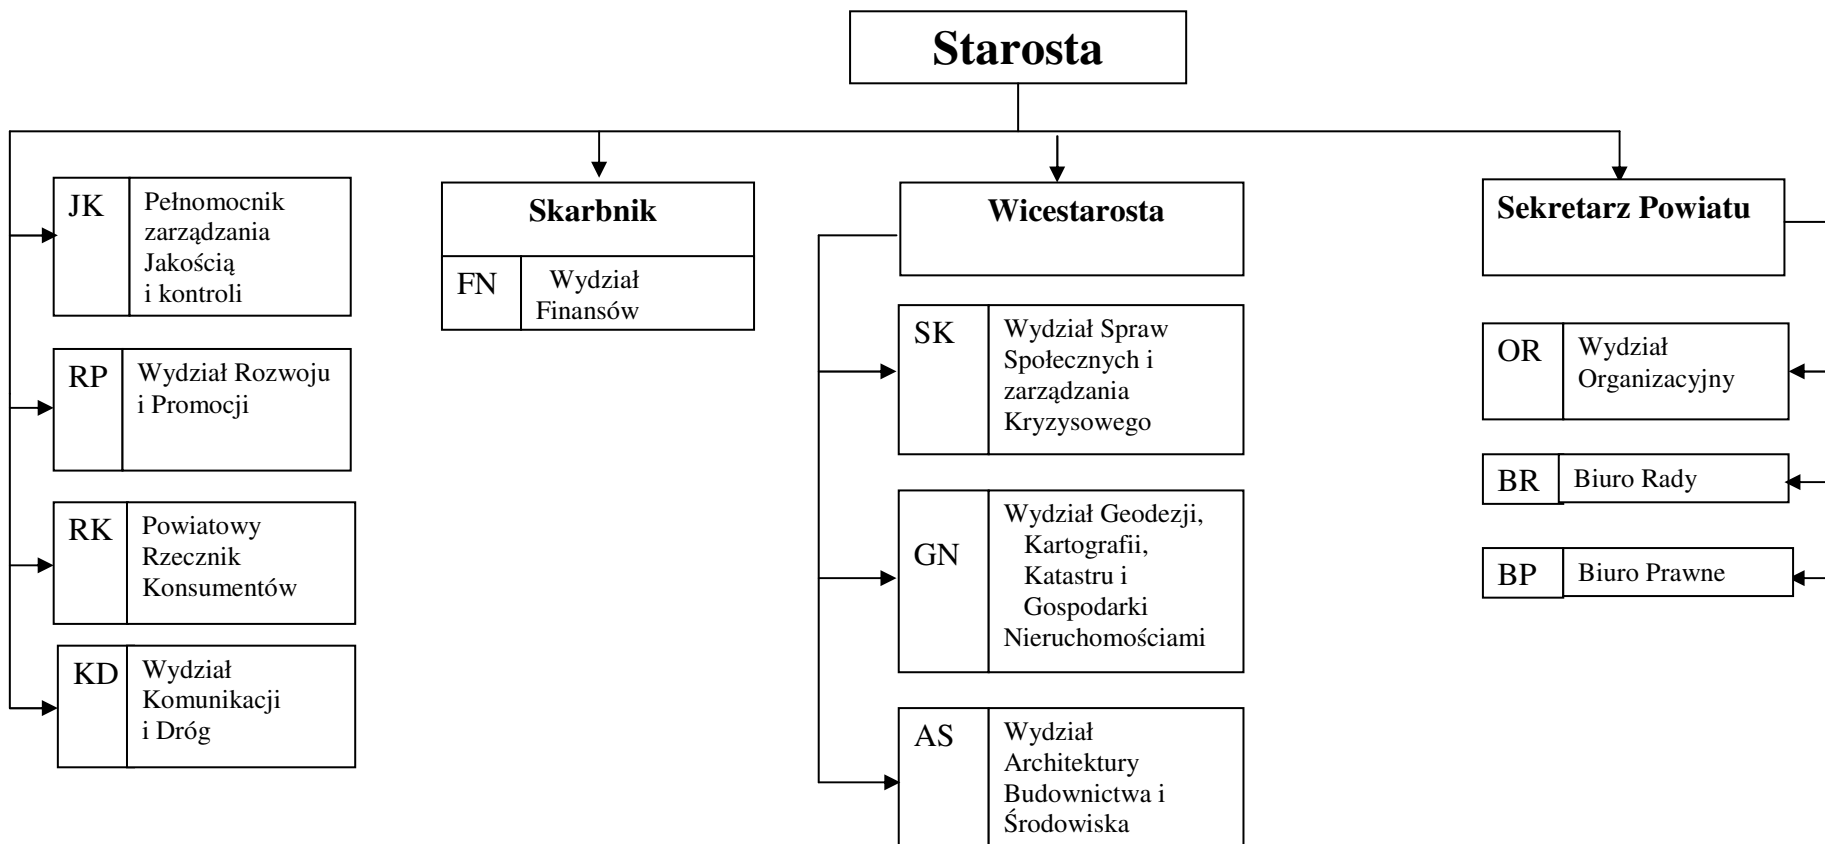 Starosta
JK
Pełnomocnik
zarządzania
Jakością
i kontroli
RP
Wydział Rozwoju
i Promocji
RK
Powiatowy
Rzecznik
Konsumentów
KD
Wydział
Komunikacji
i Dróg
Skarbnik
FN
Wydział
Finansów
Wicestarosta
SK
Wydział Spraw
Społecznych i
zarządzania
Kryzysowego
GN
Wydział Geodezji,
Kartografii,
Katastru i
Gospodarki
Nieruchomościami
AS
Wydział
Architektury
Budownictwa i
Środowiska
Sekretarz Powiatu
OR
Wydział
Organizacyjny
BR
Biuro Rady
BP
Biuro Prawne